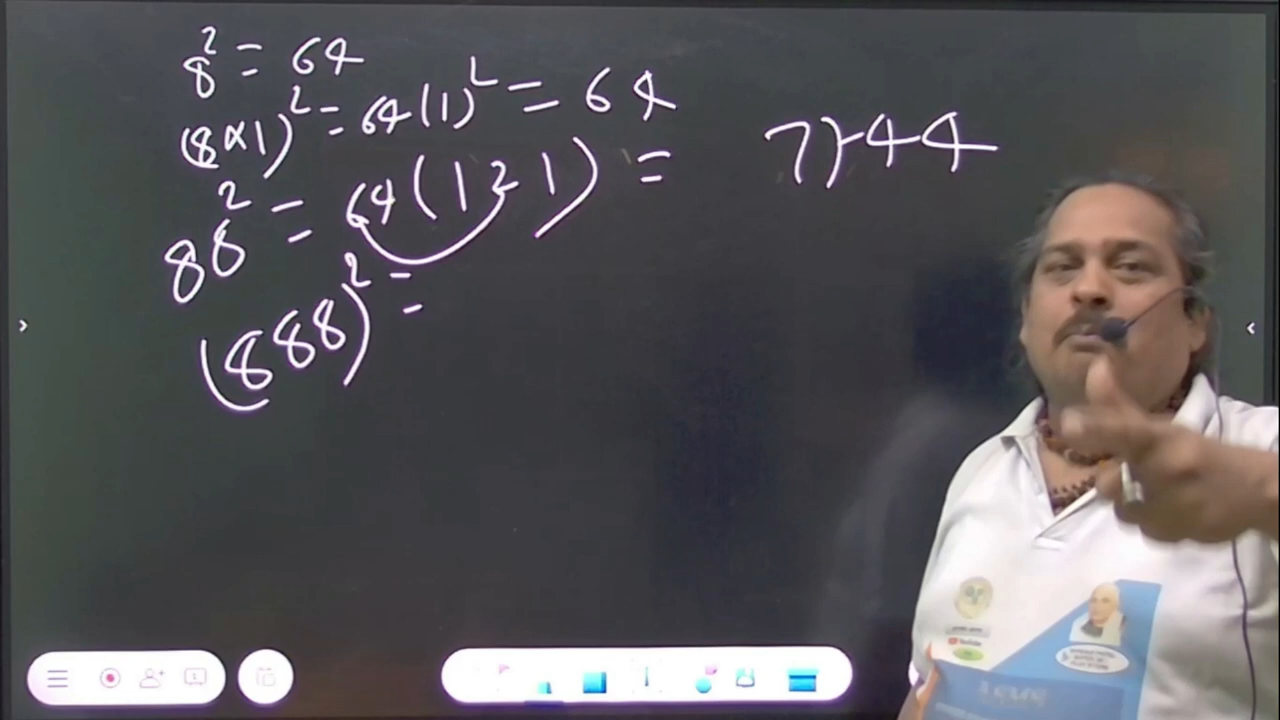 8² = 64
(8×1)² = 64(1)² = 64
88² = 64(121) = 7744
(888)² =